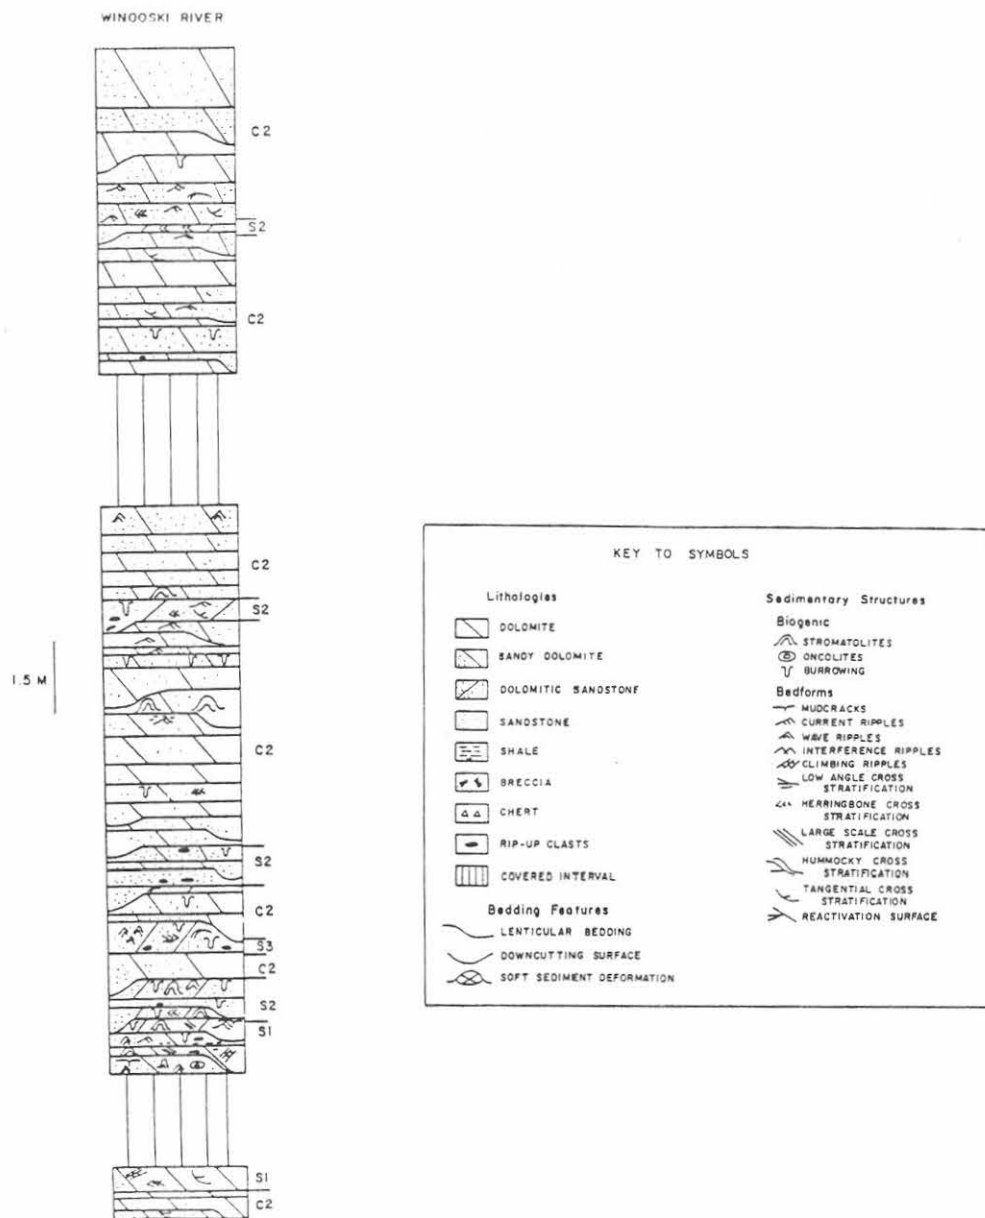 WINOOSKI RIVER
C2
S2
C2
C2
S2
1.5 M
C2
S2
C2
S3
C2
S2
S1
S1
C2
KEY TO SYMBOLS
Lithologies
DOLOMITE
SANDY DOLOMITE
DOLOMITIC SANDSTONE
SANDSTONE
SHALE
BRECCIA
CHERT
RIP-UP CLASTS
COVERED INTERVAL
Bedding Features
LENTICULAR BEDDING
DOWNCUTTING SURFACE
SOFT SEDIMENT DEFORMATION
Sedimentary Structures
Biogenic
STROMATOLITES
ONCOLITES
BURROWING
Bedforms
MUDCRACKS
CURRENT RIPPLES
WAVE RIPPLES
INTERFERENCE RIPPLES
CLIMBING RIPPLES
LOW ANGLE CROSS
STRATIFICATION
HERRINGBONE CROSS
STRATIFICATION
LARGE SCALE CROSS
STRATIFICATION
HUMMOCKY CROSS
STRATIFICATION
TANGENTIAL CROSS
STRATIFICATION
REACTIVATION SURFACE